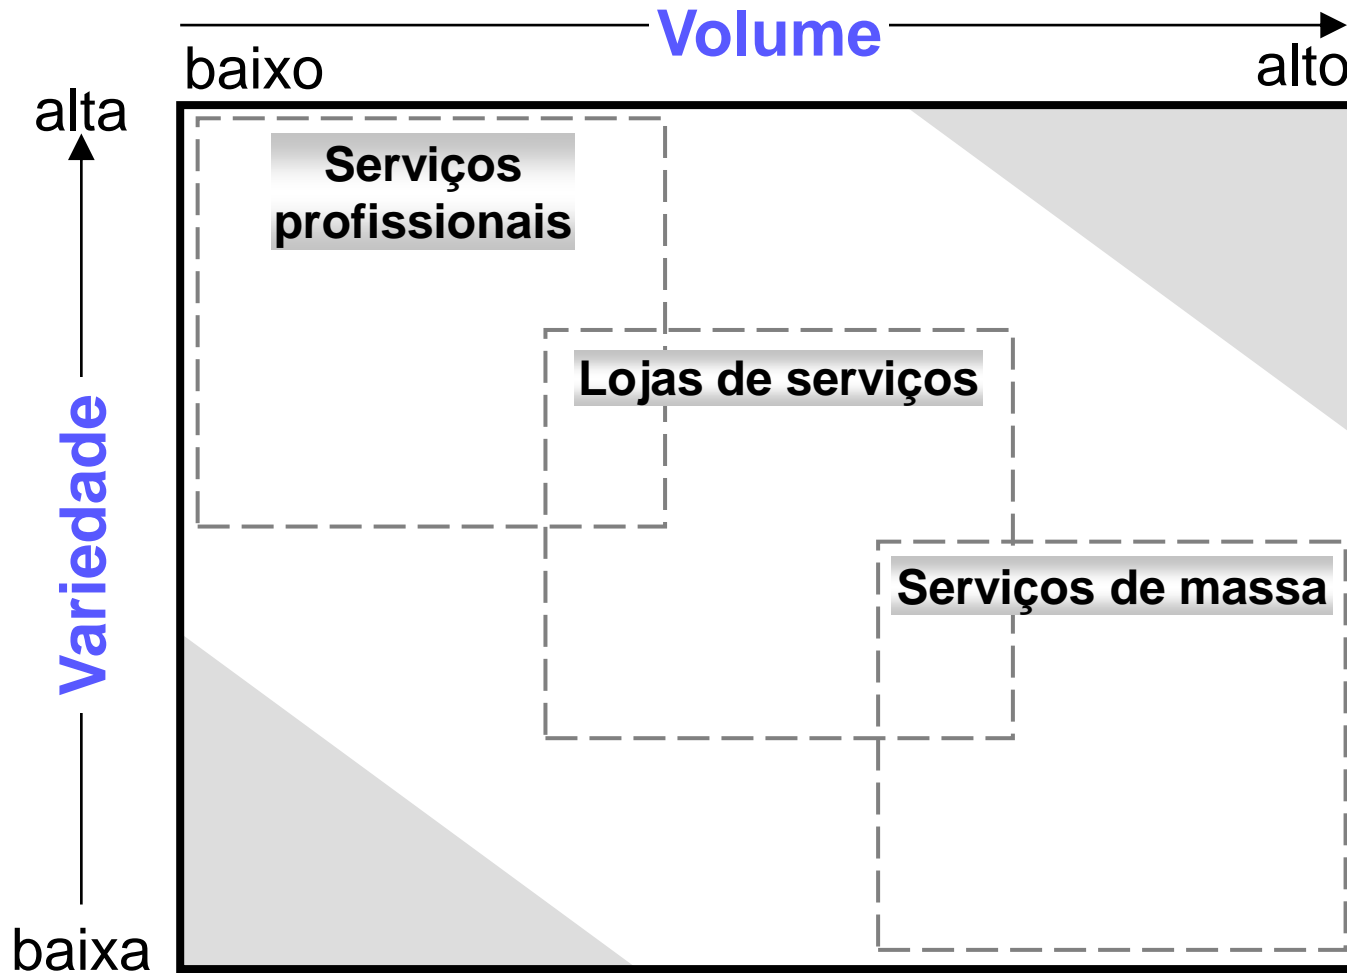 Volume
baixo
alto
alta
Serviços
profissionais
Lojas de serviços
Variedade
Serviços de massa
baixa